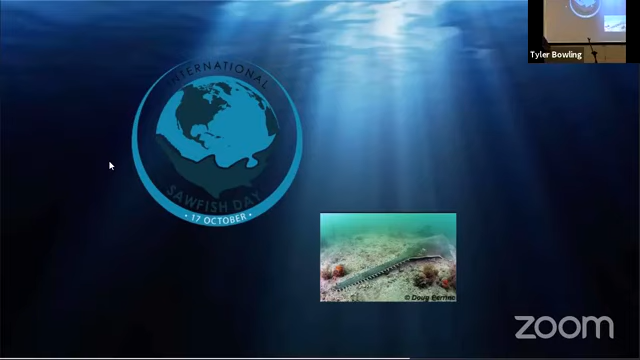 INTERNATIONAL
SAWFISH DAY
• 17 OCTOBER •
Tyler Bowling
© Doug Perrine
zoom